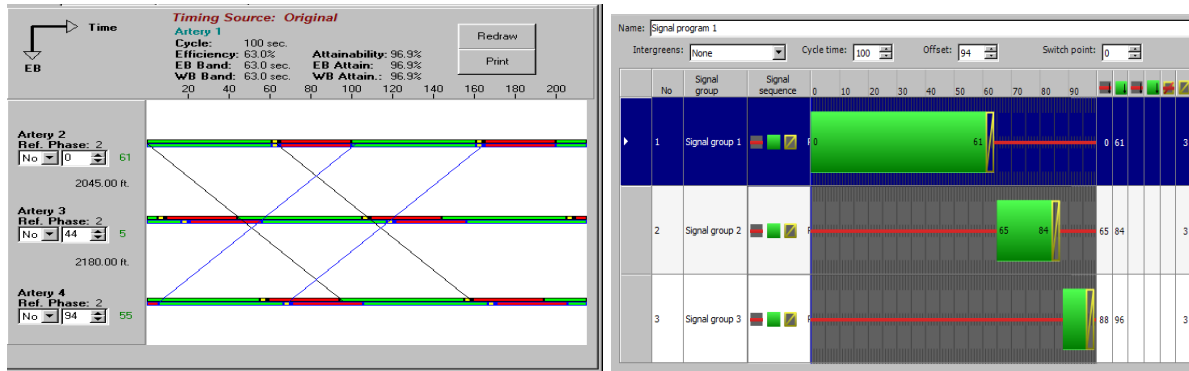 Timing Source: Original
Time
EB
Artery 1
Cycle: 100 sec.
Efficiency: 63.0% Attainability: 96.9%
EB Band: 63.0 sec. EB Attain: 96.9%
WB Band: 63.0 sec. WB Attain.: 96.9%
Redraw
Print
20 40 60 80 100 120 140 160 180 200
Artery 2
Ref. Phase: 2
No 0 61
2045.00 ft.
Artery 3
Ref. Phase: 2
No 44 5
2180.00 ft.
Artery 4
Ref. Phase: 2
No 94 55
Name: Signal program 1
Intergreens: None Cycle time: 100 Offset: 94 Switch point: 0
No Signal group Signal sequence 0 10 20 30 40 50 60 70 80 90
1 Signal group 1 0 61 0 61 3
2 Signal group 2 65 84 65 84 3
3 Signal group 3 88 96 3